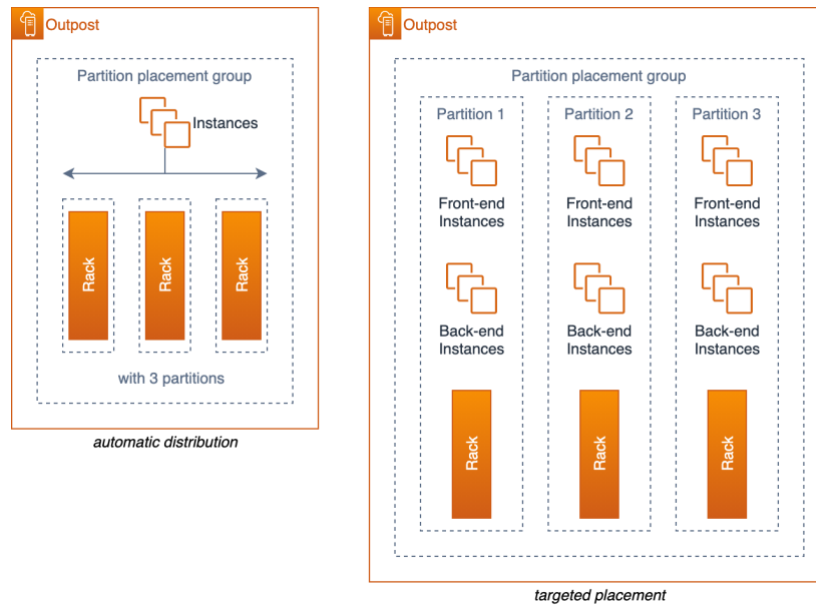 Outpost
Partition placement group
Instances
Rack
Rack
Rack
with 3 partitions
automatic distribution
Outpost
Partition placement group
Partition 1
Partition 2
Partition 3
Front-end
Instances
Front-end
Instances
Front-end
Instances
Back-end
Instances
Back-end
Instances
Back-end
Instances
Rack
Rack
Rack
targeted placement